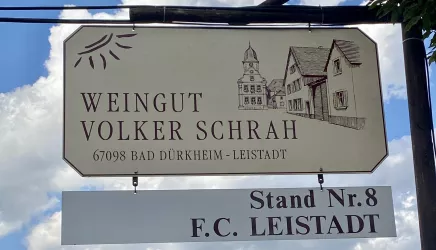 WEINGUT
VOLKER SCHRAH
67098 BAD DÜRKHEIM - LEISTADT
Stand Nr. 8
F.C. LEISTADT